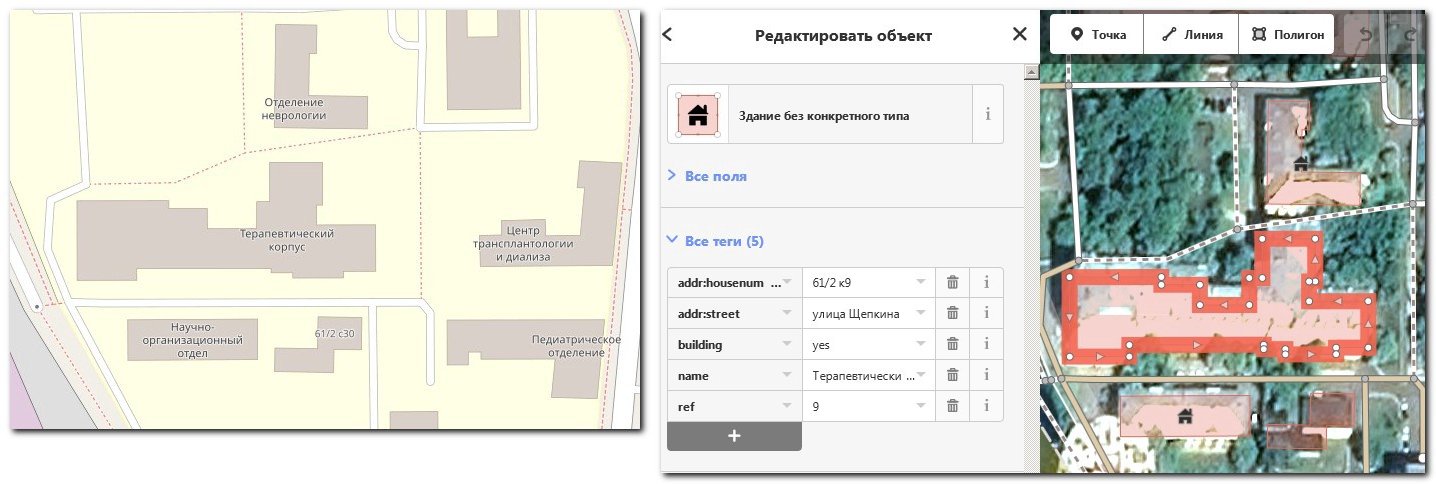 Отделение
неврологии
Терапевтический
корпус
Центр
трансплантологии
и диализа
Научно-
организационный
отдел
61/2 с30
Педиатрическое
отделение
Редактировать объект
Здание без конкретного типа
i
Все поля
Все теги (5)
addr:housenum ... 61/2 к9 i
addr:street улица Щепкина i
building yes i
name Терапевтически ... i
ref 9 i
+
Точка Линия Полигон